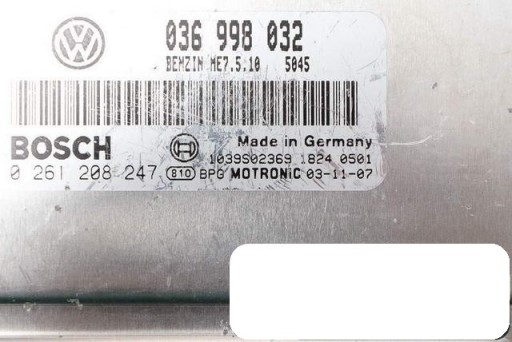 VW
036 998 032
BENZIN ME7.5.10 5045
BOSCH
Made in Germany
1039S02369 1824 0501
0 261 208 247 810 BPG MOTRONIC 03-11-07